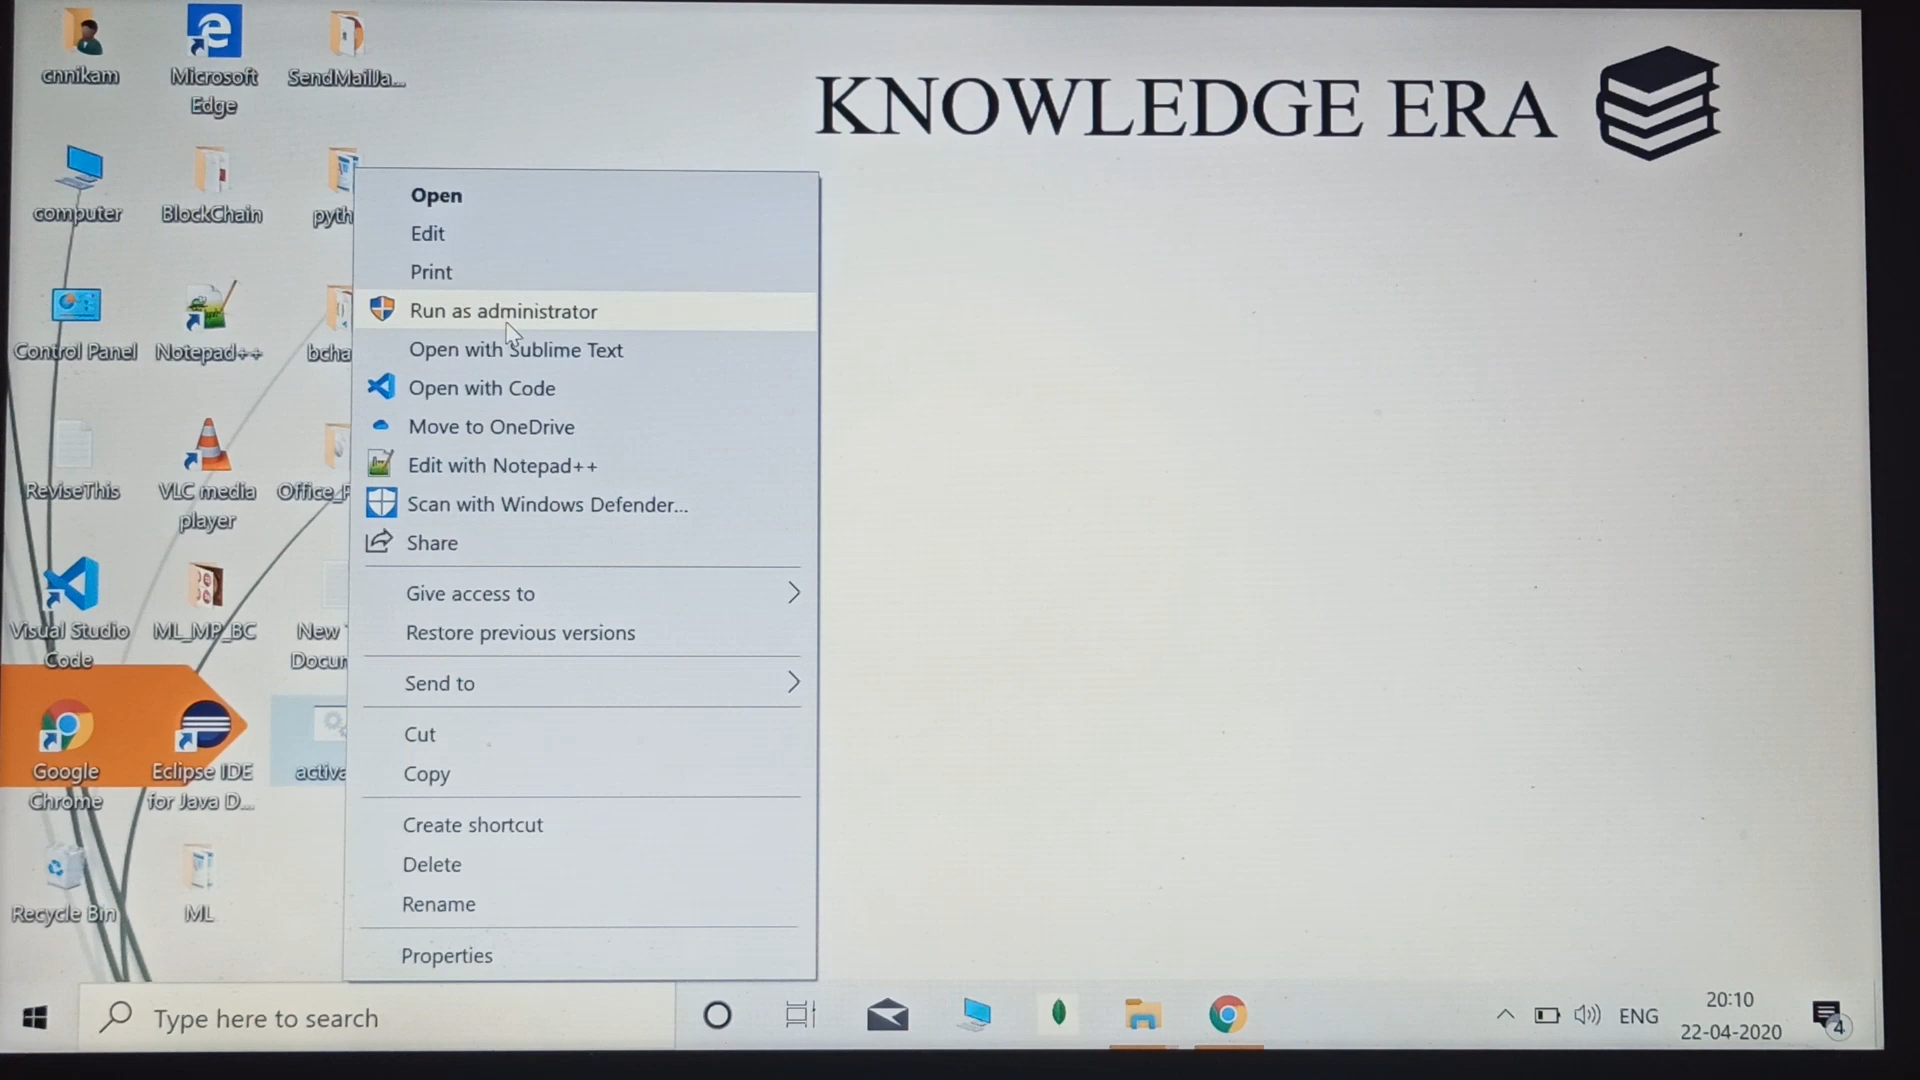 cnnikam
Microsoft
Edge
SendMailJa...
KNOWLEDGE ERA
computer
BlockChain
pyth
Control Panel
Notepad++
bcha
ReviseThis
VLC media
player
Office_P
Visual Studio
Code
ML_MP_BC
New
Docum
Google
Chrome
Eclipse IDE
for Java D...
activa
Recycle Bin
ML
Open
Edit
Print
Run as administrator
Open with Sublime Text
Open with Code
Move to OneDrive
Edit with Notepad++
Scan with Windows Defender...
Share
Give access to
Restore previous versions
Send to
Cut
Copy
Create shortcut
Delete
Rename
Properties
Type here to search
ENG
20:10
22-04-2020
4